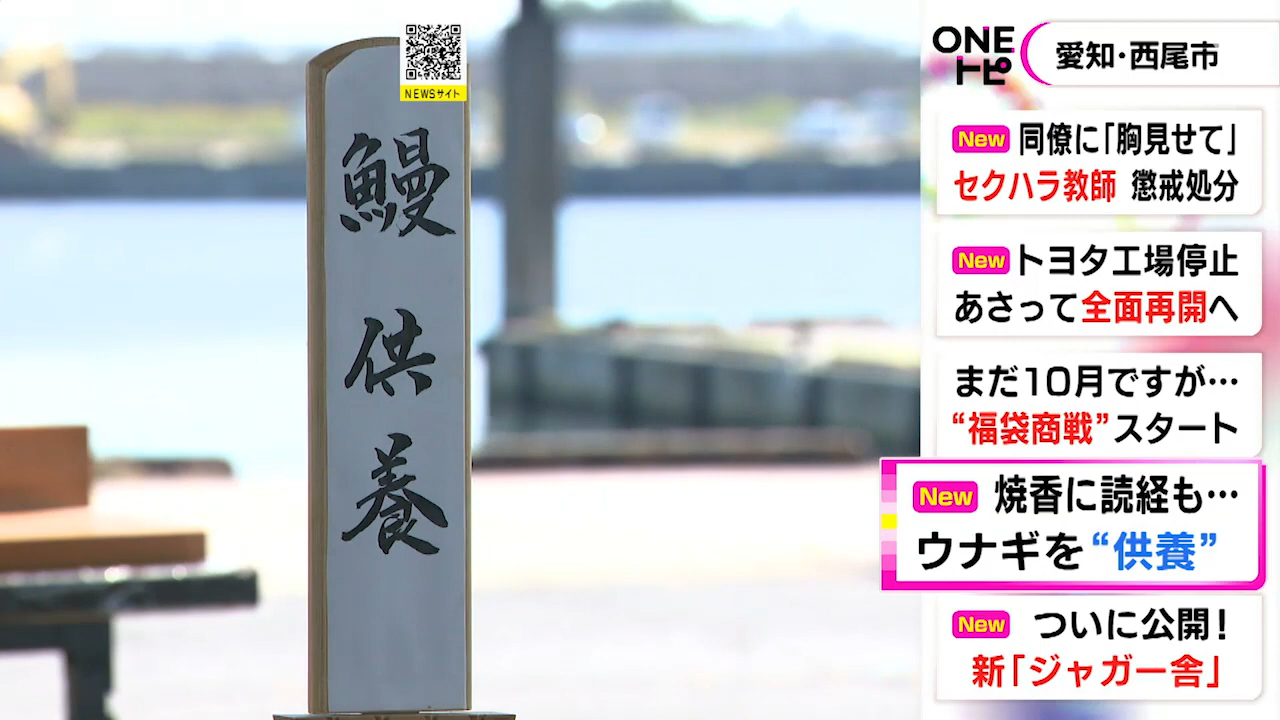 鰻供養
NEWSサイト
ONE
トピ
愛知・西尾市
New 同僚に「胸見せて」
セクハラ教師 懲戒処分
New トヨタ工場停止
あさって全面再開へ
まだ10月ですが…
“福袋商戦”スタート
New 焼香に読経も…
ウナギを“供養”
New ついに公開!
新「ジャガー舎」